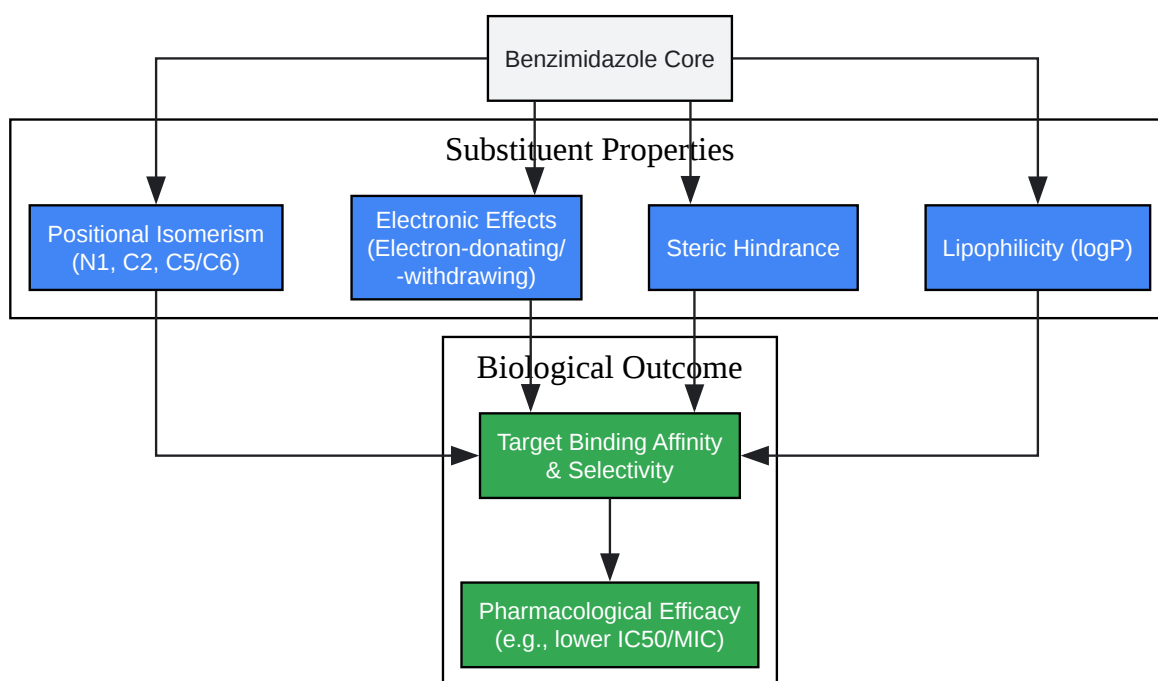 Benzimidazole Core
Substituent Properties
Positional Isomerism
(N1, C2, C5/C6)
Electronic Effects
(Electron-donating/
-withdrawing)
Steric Hindrance
Lipophilicity (logP)
Biological Outcome
Target Binding Affinity
& Selectivity
Pharmacological Efficacy
(e.g., lower IC50/MIC)